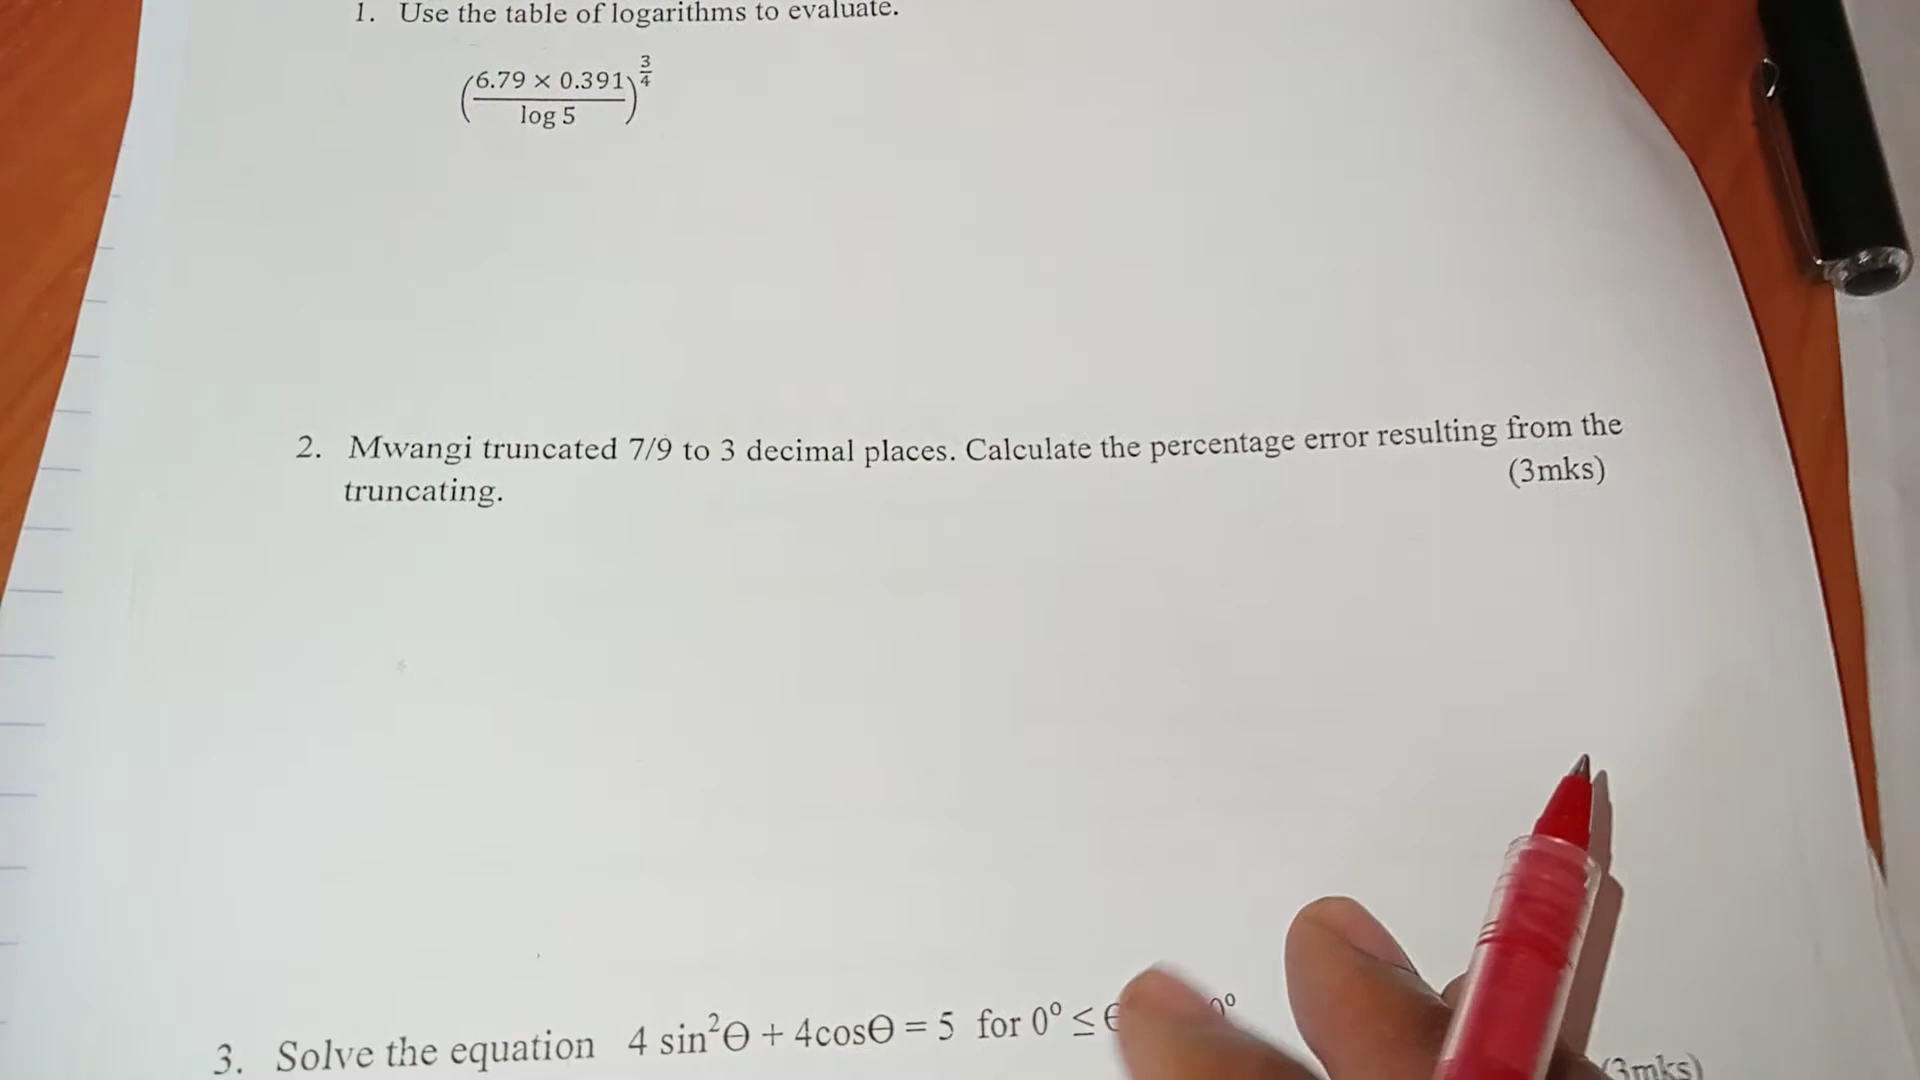 1. Use the table of logarithms to evaluate.
(6.79 × 0.391 / log 5)^(3/4)
2. Mwangi truncated 7/9 to 3 decimal places. Calculate the percentage error resulting from the
truncating. (3mks)
3. Solve the equation 4 sin²Θ + 4cosΘ = 5 for 0° ≤
(3mks)